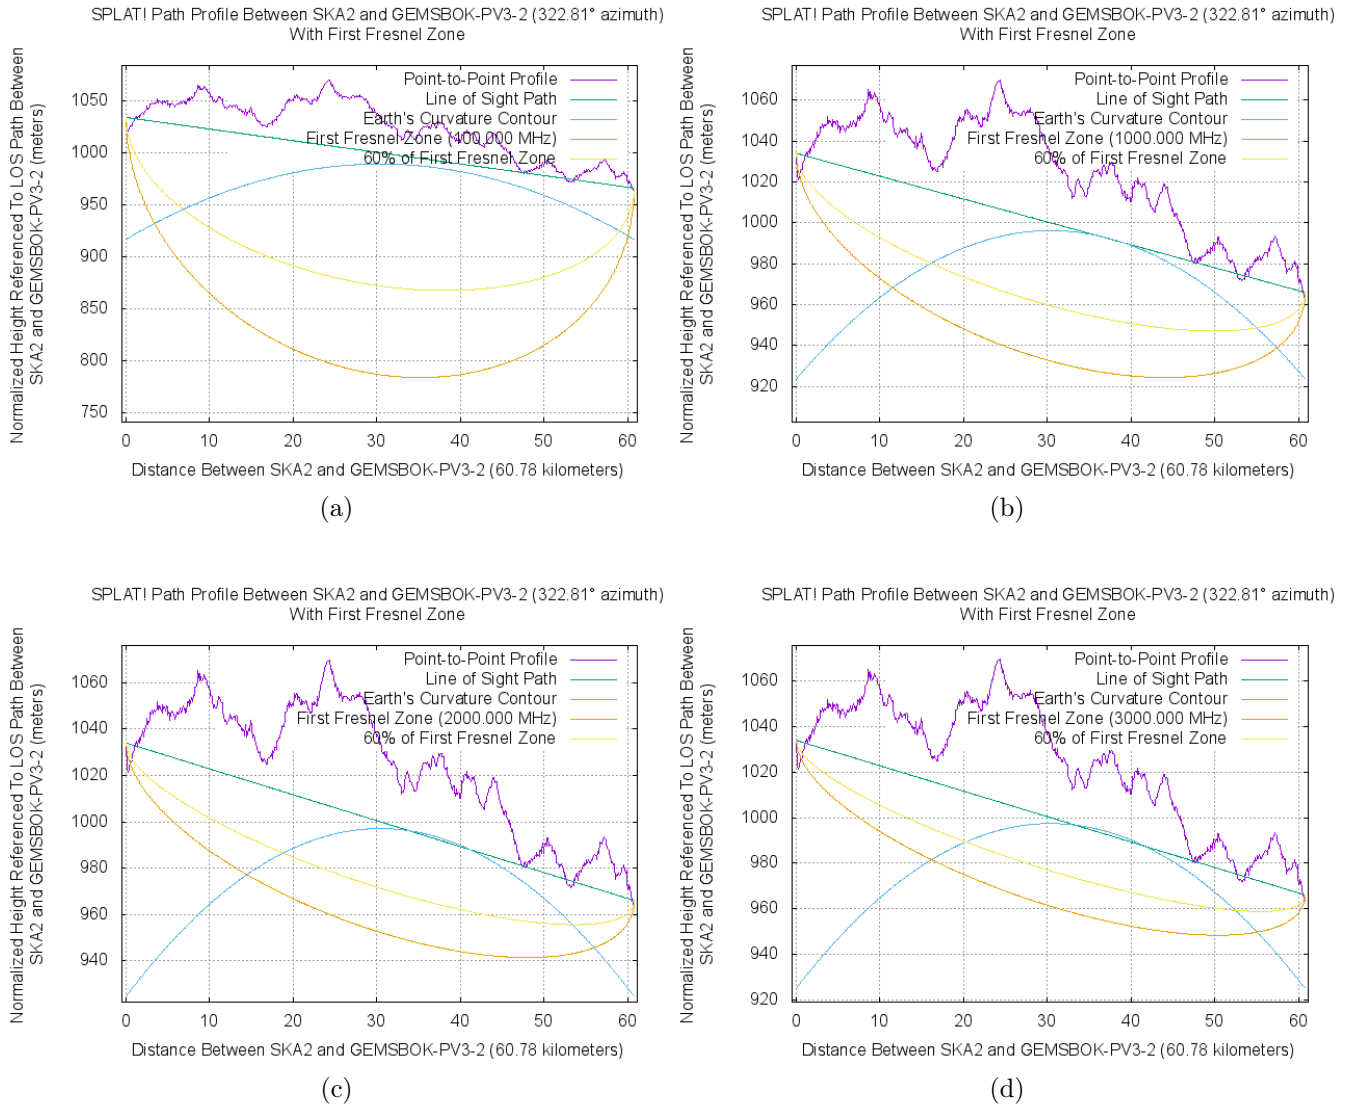 SPLAT! Path Profile Between SKA2 and GEMSBOK-PV3-2 (322.81° azimuth)
With First Fresnel Zone
Normalized Height Referenced To LOS Path Between
SKA2 and GEMSBOK-PV3-2 (meters)
Point-to-Point Profile
Line of Sight Path
Earth's Curvature Contour
First Fresnel Zone (100.000 MHz)
60% of First Fresnel Zone
1050
1000
950
900
850
800
750
0 10 20 30 40 50 60
Distance Between SKA2 and GEMSBOK-PV3-2 (60.78 kilometers)
(a)
SPLAT! Path Profile Between SKA2 and GEMSBOK-PV3-2 (322.81° azimuth)
With First Fresnel Zone
Normalized Height Referenced To LOS Path Between
SKA2 and GEMSBOK-PV3-2 (meters)
Point-to-Point Profile
Line of Sight Path
Earth's Curvature Contour
First Fresnel Zone (1000.000 MHz)
60% of First Fresnel Zone
1060
1040
1020
1000
980
960
940
920
0 10 20 30 40 50 60
Distance Between SKA2 and GEMSBOK-PV3-2 (60.78 kilometers)
(b)
SPLAT! Path Profile Between SKA2 and GEMSBOK-PV3-2 (322.81° azimuth)
With First Fresnel Zone
Normalized Height Referenced To LOS Path Between
SKA2 and GEMSBOK-PV3-2 (meters)
Point-to-Point Profile
Line of Sight Path
Earth's Curvature Contour
First Fresnel Zone (2000.000 MHz)
60% of First Fresnel Zone
1060
1040
1020
1000
980
960
940
0 10 20 30 40 50 60
Distance Between SKA2 and GEMSBOK-PV3-2 (60.78 kilometers)
(c)
SPLAT! Path Profile Between SKA2 and GEMSBOK-PV3-2 (322.81° azimuth)
With First Fresnel Zone
Normalized Height Referenced To LOS Path Between
SKA2 and GEMSBOK-PV3-2 (meters)
Point-to-Point Profile
Line of Sight Path
Earth's Curvature Contour
First Fresnel Zone (3000.000 MHz)
60% of First Fresnel Zone
1060
1040
1020
1000
980
960
940
920
0 10 20 30 40 50 60
Distance Between SKA2 and GEMSBOK-PV3-2 (60.78 kilometers)
(d)